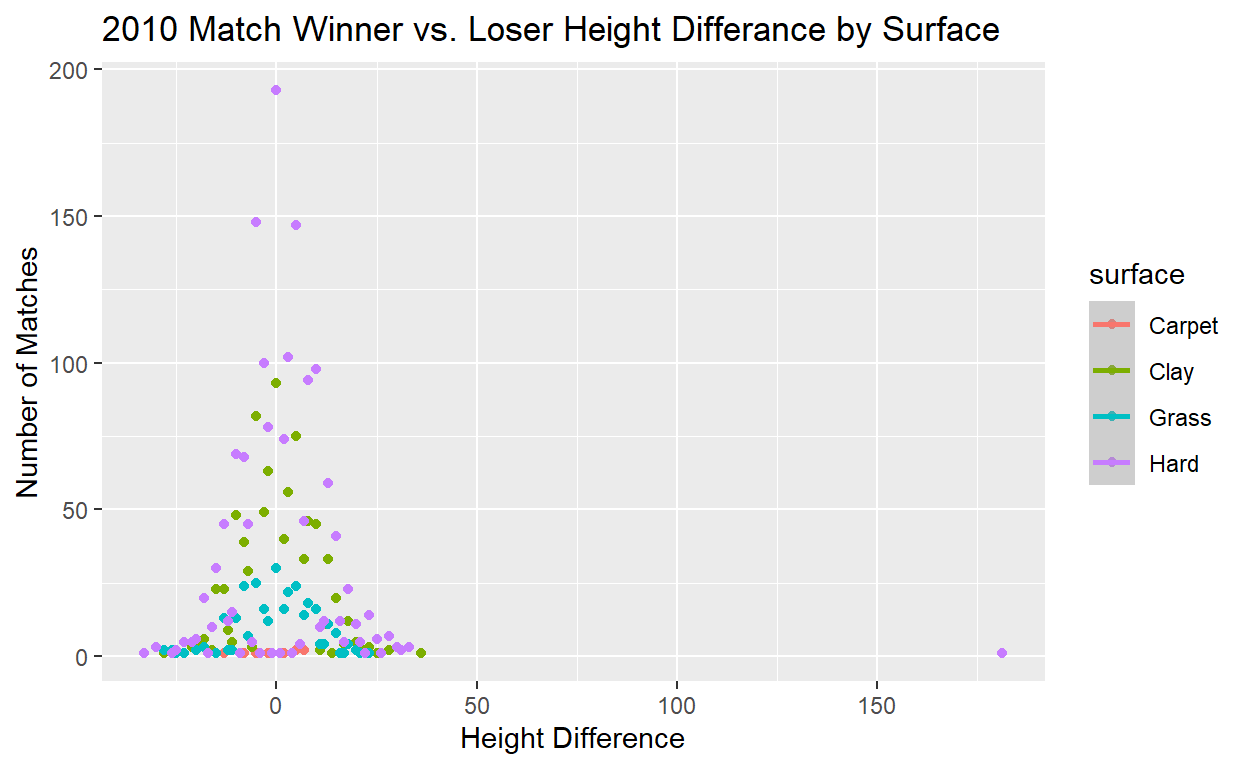 2010 Match Winner vs. Loser Height Differance by Surface
200
150
100
50
0
Number of Matches
0 50 100 150
Height Difference
surface
Carpet
Clay
Grass
Hard